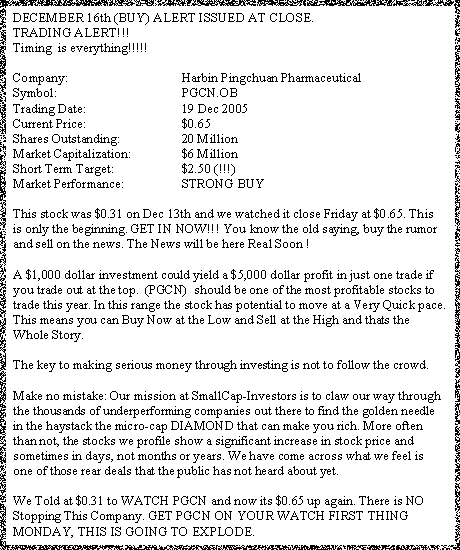 DECEMBER 16th (BUY) ALERT ISSUED AT CLOSE.
TRADING ALERT!!!
Timing is everything!!!!!
Company: Harbin Pingchuan Pharmaceutical
Symbol: PGCN.OB
Trading Date: 19 Dec 2005
Current Price: $0.65
Shares Outstanding: 20 Million
Market Capitalization: $6 Million
Short Term Target: $2.50 (!!!)
Market Performance: STRONG BUY
This stock was $0.31 on Dec 13th and we watched it close Friday at $0.65. This
is only the beginning. GET IN NOW!!! You know the old saying, buy the rumor
and sell on the news. The News will be here Real Soon !
A $1,000 dollar investment could yield a $5,000 dollar profit in just one trade if
you trade out at the top. (PGCN) should be one of the most profitable stocks to
trade this year. In this range the stock has potential to move at a Very Quick pace.
This means you can Buy Now at the Low and Sell at the High and thats the
Whole Story.
The key to making serious money through investing is not to follow the crowd.
Make no mistake: Our mission at SmallCap-Investors is to claw our way through
the thousands of underperforming companies out there to find the golden needle
in the haystack the micro-cap DIAMOND that can make you rich. More often
than not, the stocks we profile show a significant increase in stock price and
sometimes in days, not months or years. We have come across what we feel is
one of those rear deals that the public has not heard about yet.
We Told at $0.31 to WATCH PGCN and now its $0.65 up again. There is NO
Stopping This Company. GET PGCN ON YOUR WATCH FIRST THING
MONDAY, THIS IS GOING TO EXPLODE.